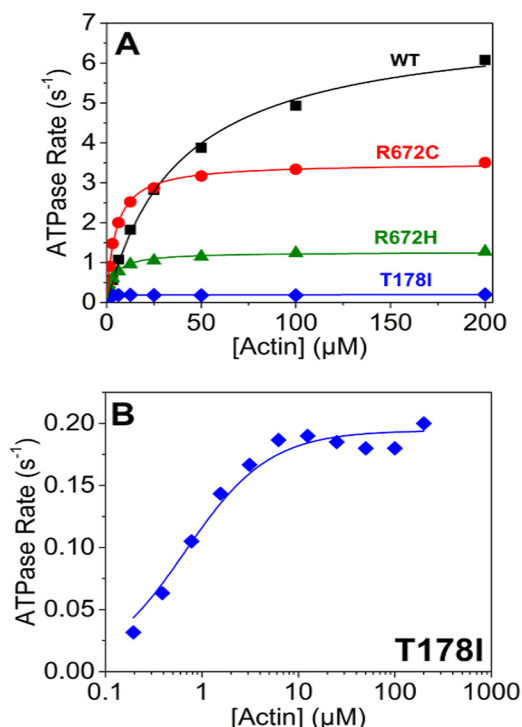 A
7
6
5
4
3
2
1
0
ATPase Rate (s⁻¹)
WT
R672C
R672H
T178I
0 50 100 150 200
[Actin] (µM)
B
0.20
0.15
0.10
0.05
0.00
ATPase Rate (s⁻¹)
T178I
0.1 1 10 100 1000
[Actin] (µM)